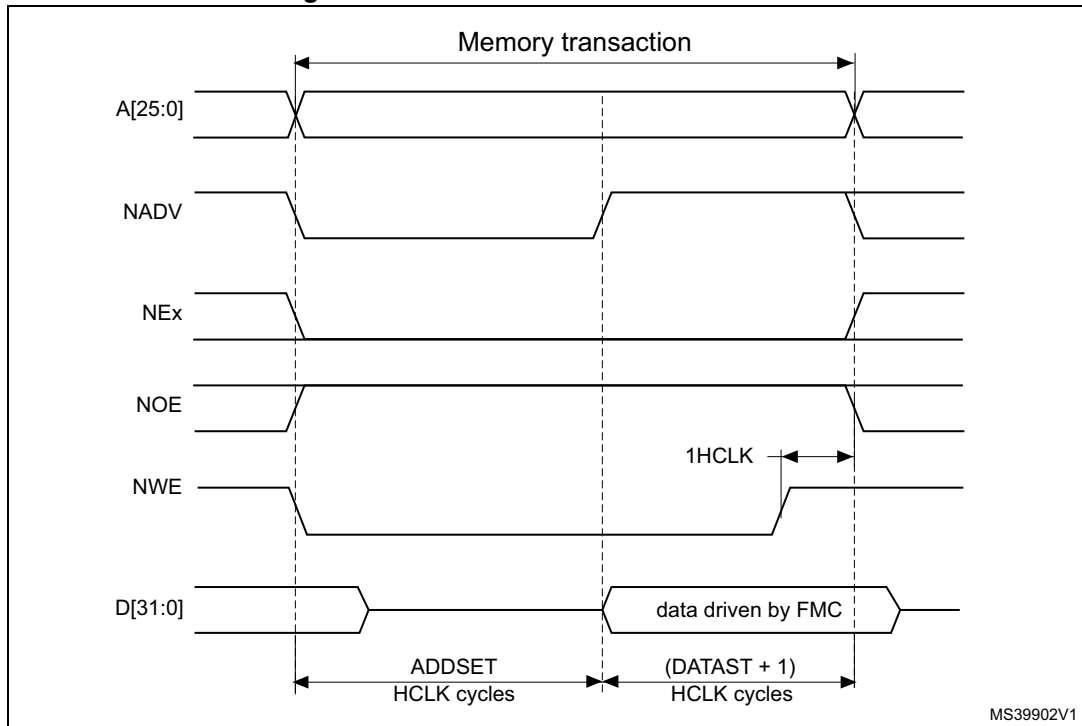 Memory transaction
A[25:0]
NADV
NEx
NOE
1HCLK
NWE
D[31:0]
data driven by FMC
ADDSET
HCLK cycles
(DATAST + 1)
HCLK cycles
MS39902V1